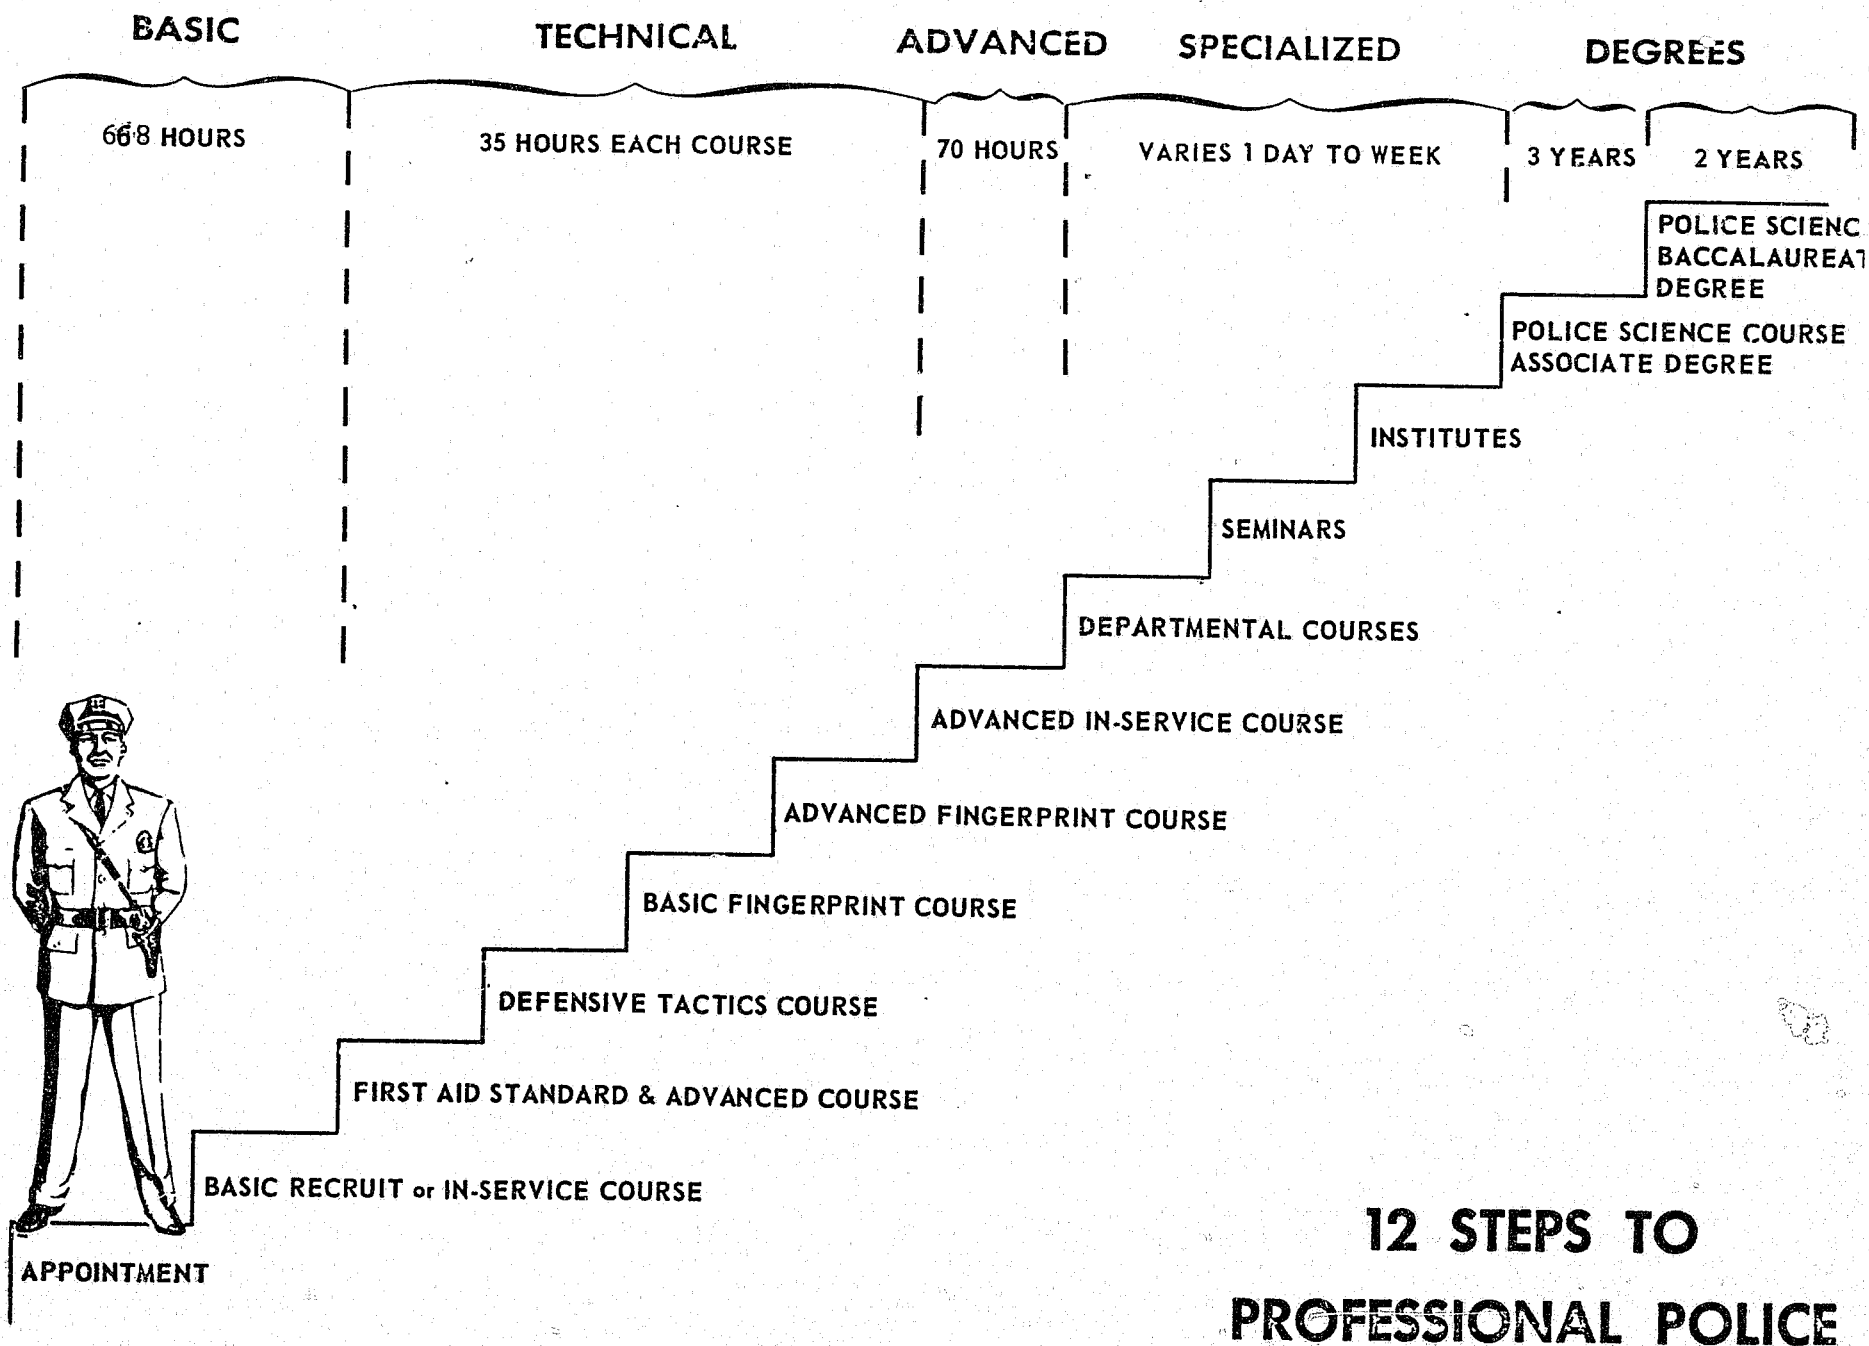 BASIC
TECHNICAL
ADVANCED
SPECIALIZED
DEGREES
HOURS
35 HOURS EACH COURSE
70 HOURS
VARIES 1 DAY TO WEEK
3 YEARS
2 YEARS
POLICE SCIENC
BACCALAUREAT
DEGREE
POLICE SCIENCE COURSE
ASSOCIATE DEGREE
INSTITUTES
SEMINARS
DEPARTMENTAL COURSES
ADVANCED IN-SERVICE COURSE
ADVANCED FINGERPRINT COURSE
BASIC FINGERPRINT COURSE
DEFENSIVE TACTICS COURSE
FIRST AID STANDARD & ADVANCED COURSE
BASIC RECRUIT or IN-SERVICE COURSE
APPOINTMENT
12 STEPS TO
PROFESSIONAL POLICE